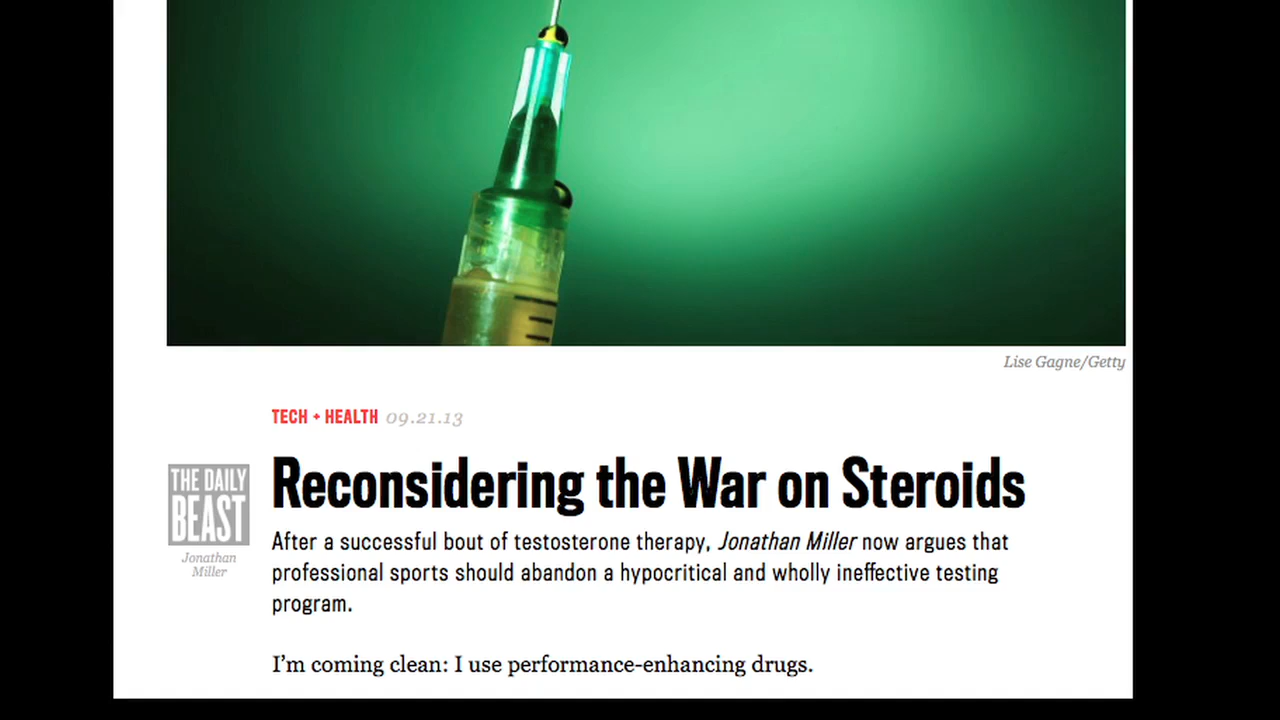 Lise Gagne/Getty
TECH + HEALTH 09.21.13
THE DAILY
BEAST
Jonathan
Miller
Reconsidering the War on Steroids
After a successful bout of testosterone therapy, Jonathan Miller now argues that
professional sports should abandon a hypocritical and wholly ineffective testing
program.
I'm coming clean: I use performance-enhancing drugs.